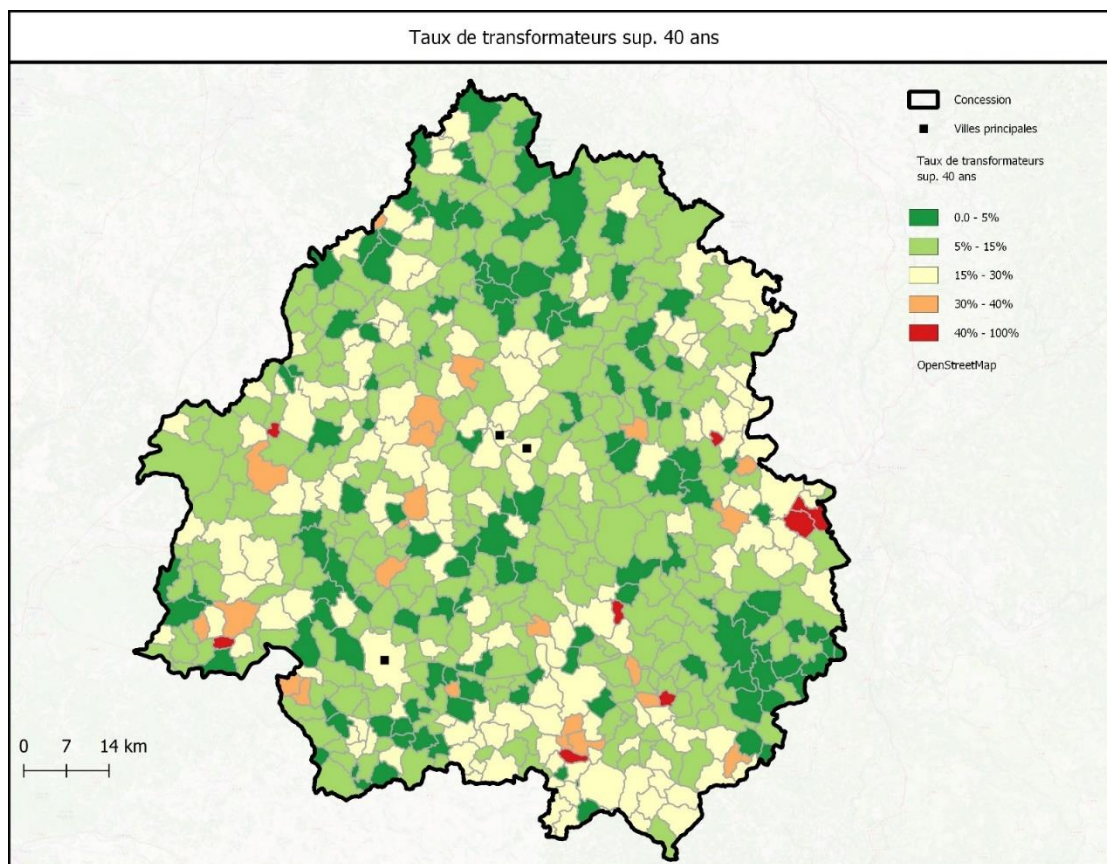 Taux de transformateurs sup. 40 ans
Concession
Villes principales
Taux de transformateurs
sup. 40 ans
0.0 - 5%
5% - 15%
15% - 30%
30% - 40%
40% - 100%
OpenStreetMap
0 7 14 km